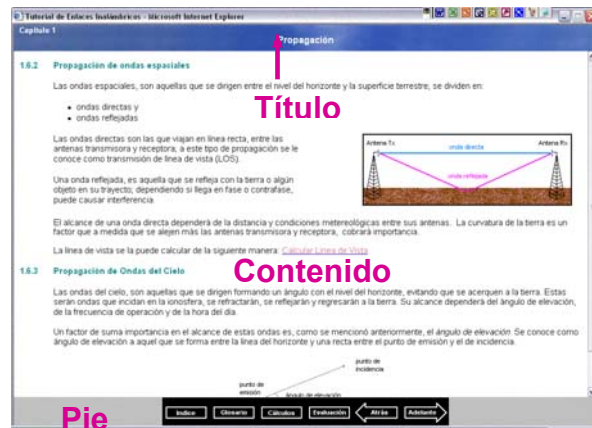 Tutorial de Enlaces Inalámbricos - Microsoft Internet Explorer
Capítulo 1
Propagación
1.6.2 Propagación de ondas espaciales
Las ondas espaciales, son aquellas que se dirigen entre el nivel del horizonte y la superficie terrestre, se dividen en:
Título
• ondas directas y
• ondas reflejadas
Las ondas directas son las que viajan en línea recta, entre las
antenas transmisora y receptora; a este tipo de propagación se le
conoce como transmisión de línea de vista (LOS).
Una onda reflejada, es aquella que se refleja con la tierra o algún
objeto en su trayecto; dependiendo si llega en fase o contrafase,
puede causar interferencia.
Antena Tx
onda directa
Antena Rx
onda reflejada
El alcance de una onda directa dependerá de la distancia y condiciones metereológicas entre sus antenas. La curvatura de la tierra es un
factor que a medida que se alejen más las antenas transmisora y receptora, cobrará importancia.
La línea de vista se la puede calcular de la siguiente manera: Calcular Línea de Vista.
Contenido
1.6.3 Propagación de Ondas del Cielo
Las ondas del cielo, son aquellas que se dirigen formando un ángulo con el nivel del horizonte, evitando que se acerquen a la tierra. Estas
serán ondas que incidan en la ionosfera, se refractarán, se reflejarán y regresarán a la tierra. Su alcance dependerá del ángulo de elevación,
de la frecuencia de operación y de la hora del día.
Un factor de suma importancia en el alcance de estas ondas es, como se mencionó anteriormente, el ángulo de elevación. Se conoce como
ángulo de elevación a aquel que se forma entre la línea del horizonte y una recta entre el punto de emisión y el de incidencia.
punto de
incidencia
punto de
emisión
ángulo de elevación
Pie
Indice
Glosario
Cálculos
Evaluación
Atrás
Adelante